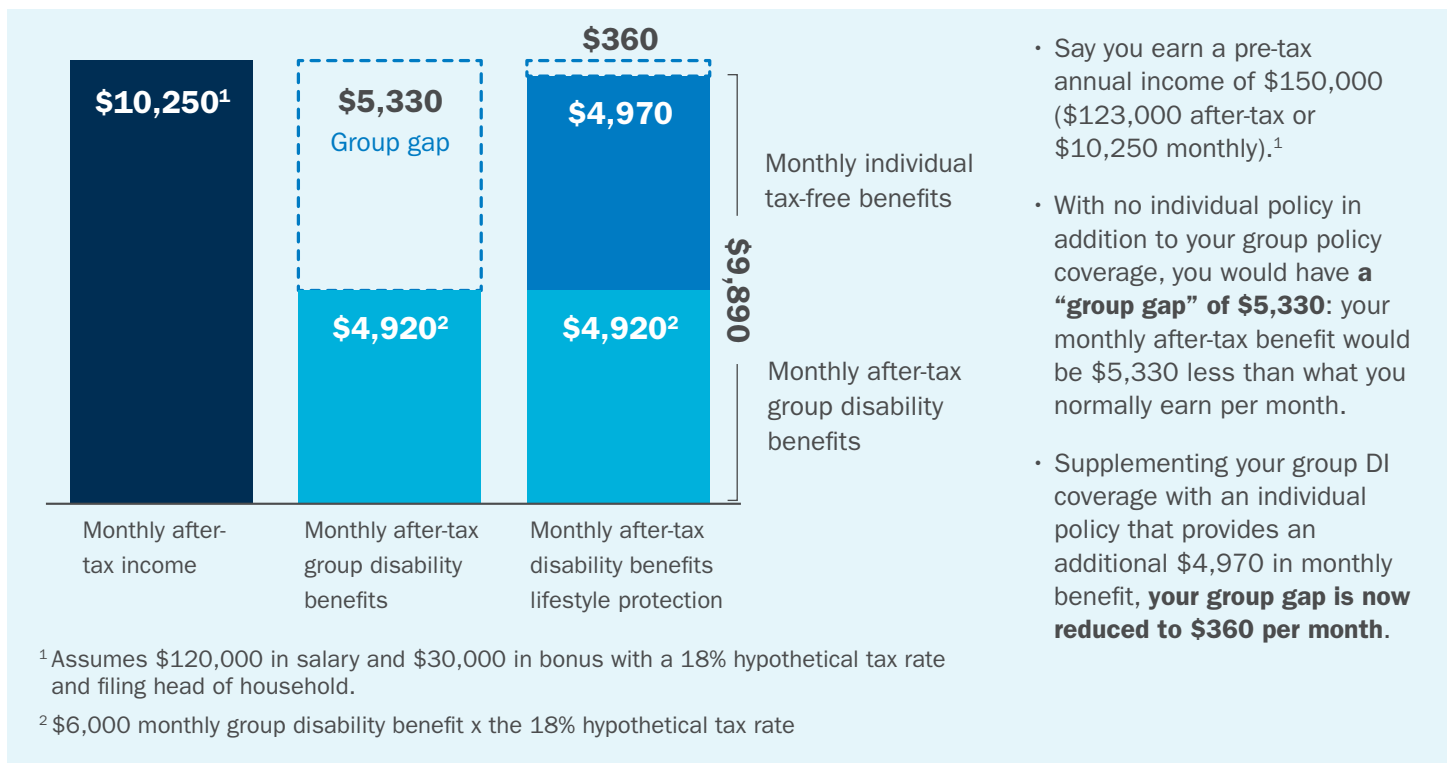 $360
$10,250¹
$5,330
Group gap
$4,970
$4,920²
$4,920²
$9,890
Monthly individual
tax-free benefits
Monthly after-tax
group disability
benefits
Monthly after-
tax income
Monthly after-tax
group disability
benefits
Monthly after-tax
disability benefits
lifestyle protection
¹ Assumes $120,000 in salary and $30,000 in bonus with a 18% hypothetical tax rate
and filing head of household.
² $6,000 monthly group disability benefit x the 18% hypothetical tax rate
• Say you earn a pre-tax
annual income of $150,000
($123,000 after-tax or
$10,250 monthly).¹
• With no individual policy in
addition to your group policy
coverage, you would have a
“group gap” of $5,330: your
monthly after-tax benefit would
be $5,330 less than what you
normally earn per month.
• Supplementing your group DI
coverage with an individual
policy that provides an
additional $4,970 in monthly
benefit, your group gap is now
reduced to $360 per month.